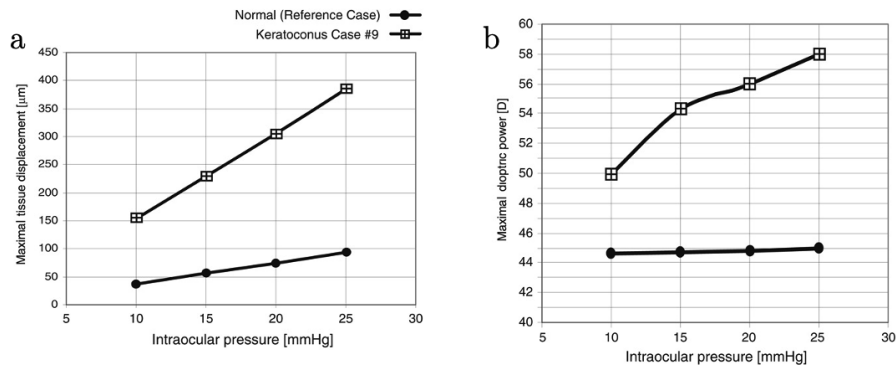 Normal (Reference Case)
Keratoconus Case #9
a
450
400
350
300
250
200
150
100
50
0
Maximal tissue displacement [µm]
5 10 15 20 25 30
Intraocular pressure [mmHg]
b
60
58
56
54
52
50
48
46
44
42
40
Maximal dioptric power [D]
5 10 15 20 25 30
Intraocular pressure [mmHg]